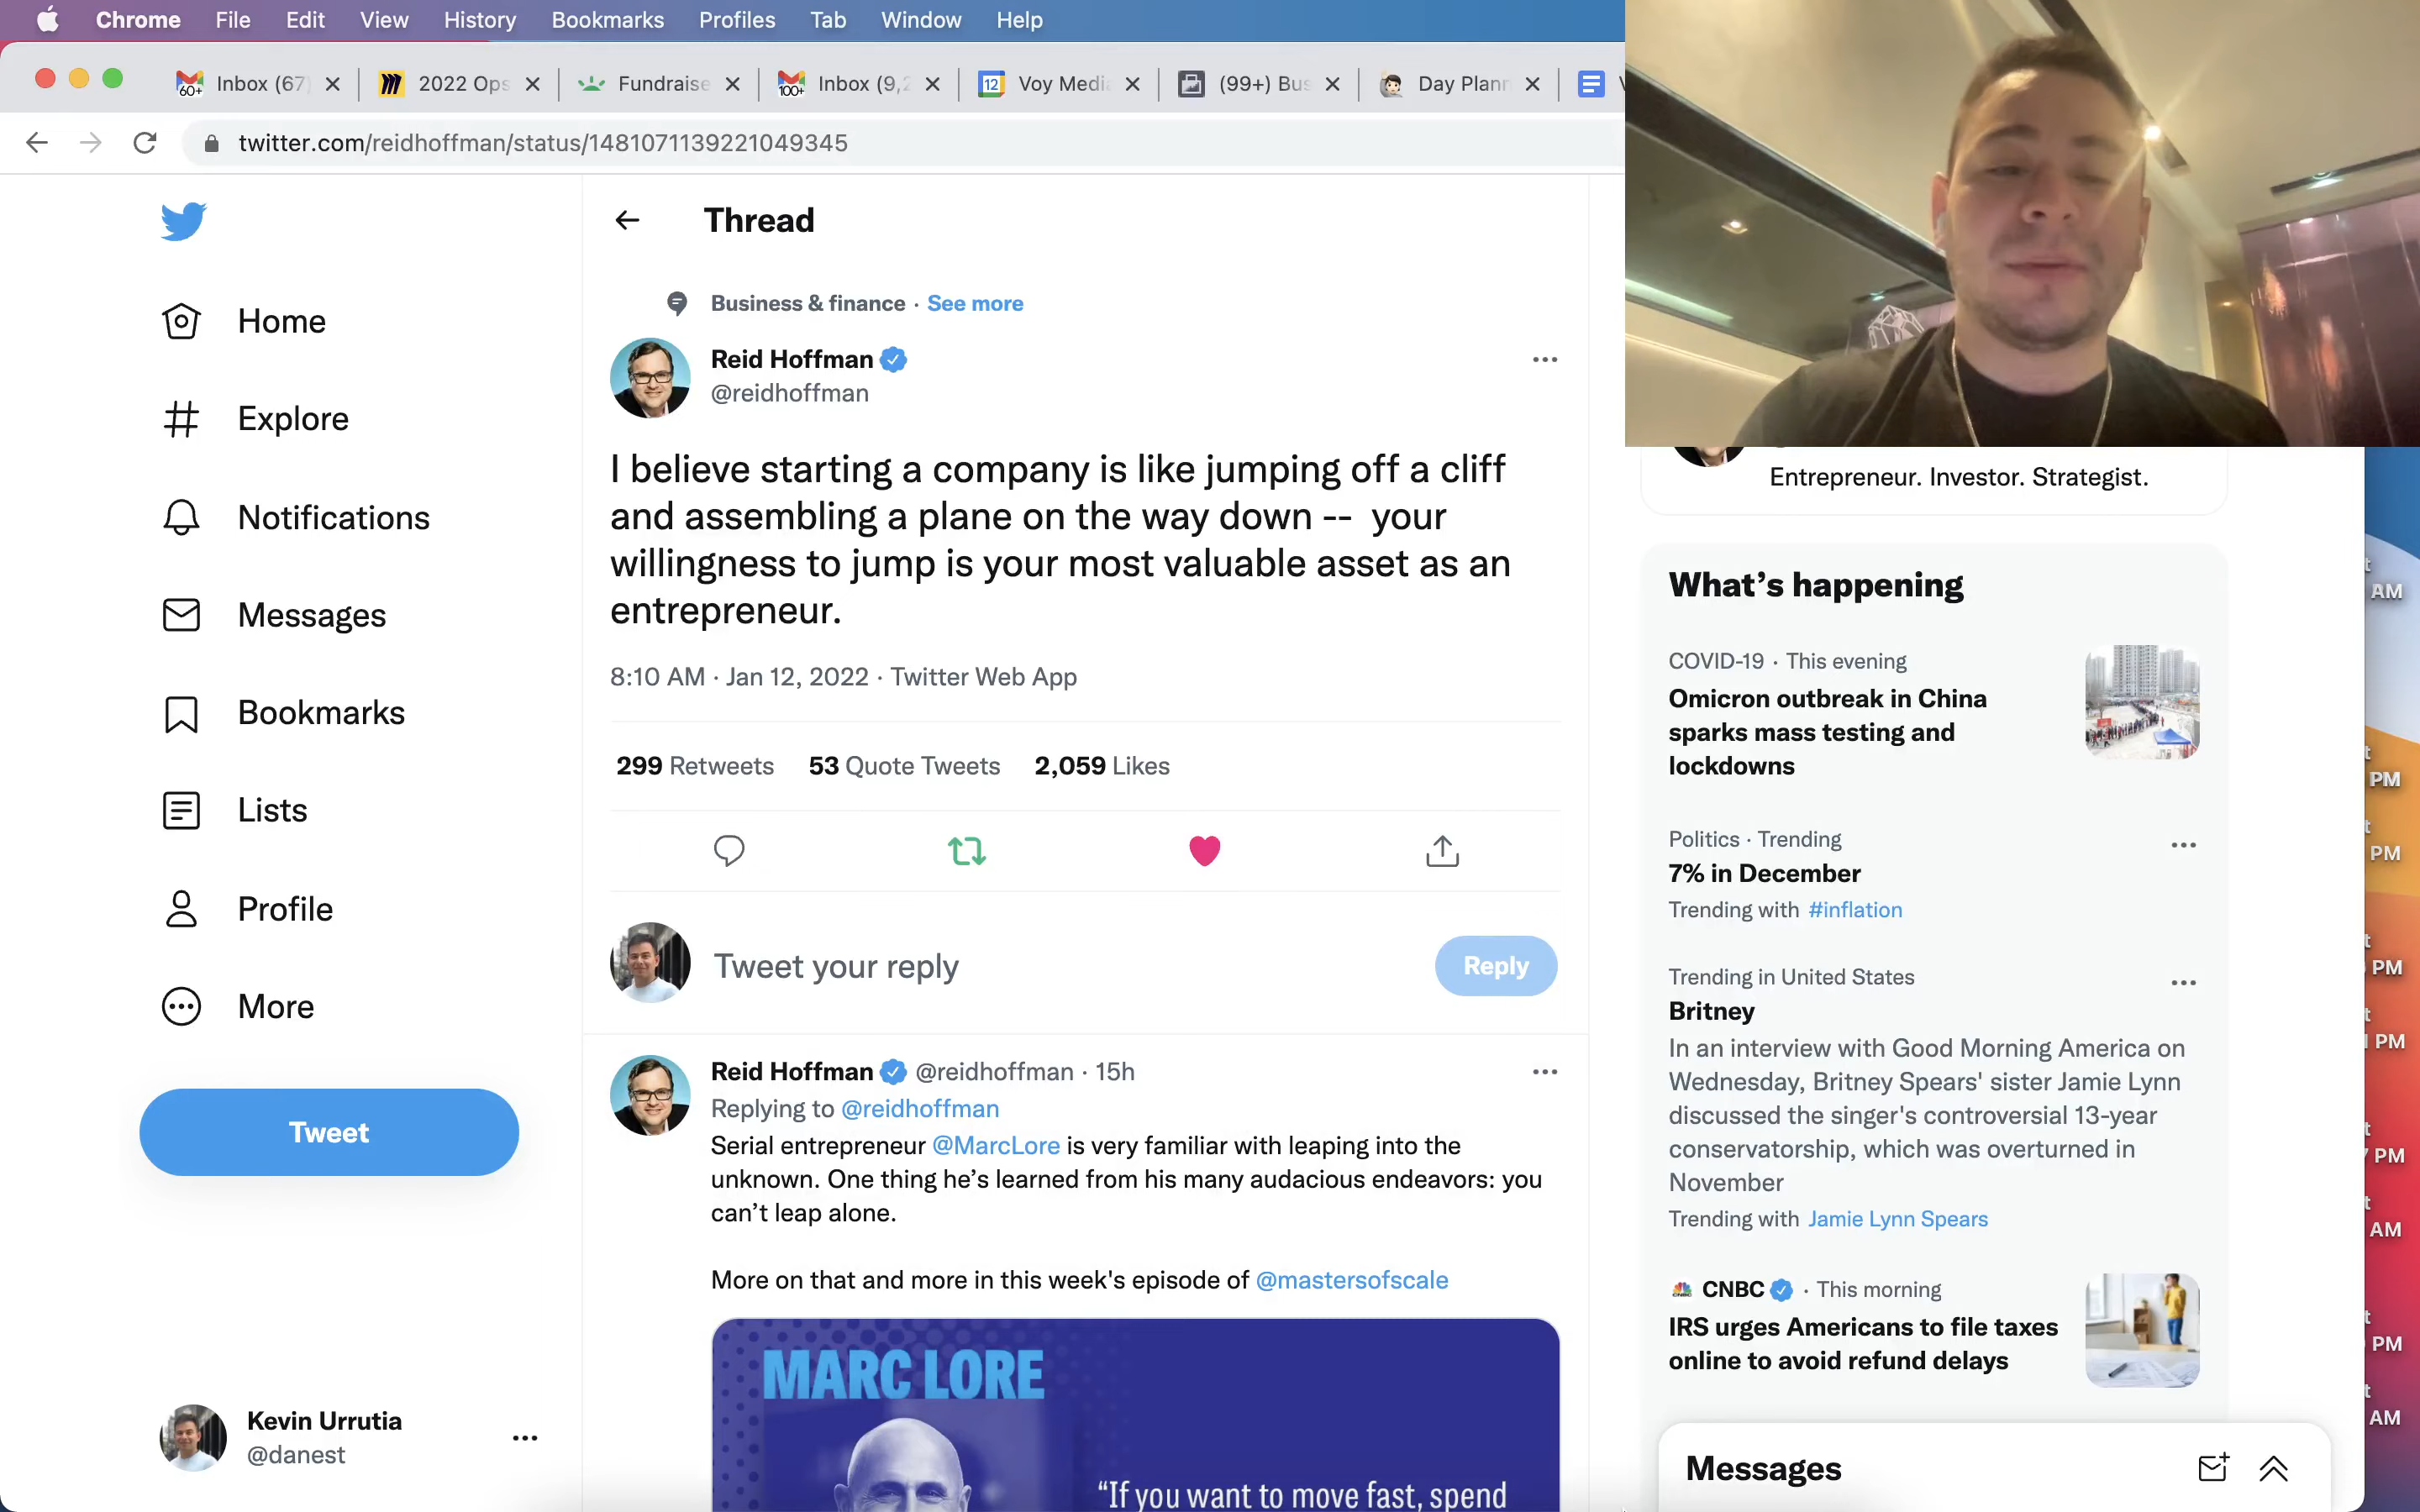 Chrome File Edit View History Bookmarks Profiles Tab Window Help
60+ Inbox (67) 2022 Ops Fundraise 100+ Inbox (9,2 12 Voy Medi (99+) Bus Day Plann
twitter.com/reidhoffman/status/1481071139221049345
Home
Explore
Notifications
Messages
Bookmarks
Lists
Profile
More
Tweet
Kevin Urrutia
@danest
Thread
Business & finance · See more
Reid Hoffman
@reidhoffman
I believe starting a company is like jumping off a cliff
and assembling a plane on the way down -- your
willingness to jump is your most valuable asset as an
entrepreneur.
8:10 AM · Jan 12, 2022 · Twitter Web App
299 Retweets 53 Quote Tweets 2,059 Likes
Tweet your reply
Reply
Reid Hoffman @reidhoffman · 15h
Replying to @reidhoffman
Serial entrepreneur @MarcLore is very familiar with leaping into the
unknown. One thing he’s learned from his many audacious endeavors: you
can’t leap alone.
More on that and more in this week's episode of @mastersofscale
MARC LORE
“If you want to move fast, spend
Entrepreneur. Investor. Strategist.
What’s happening
COVID-19 · This evening
Omicron outbreak in China
sparks mass testing and
lockdowns
Politics · Trending
7% in December
Trending with #inflation
Trending in United States
Britney
In an interview with Good Morning America on
Wednesday, Britney Spears' sister Jamie Lynn
discussed the singer's controversial 13-year
conservatorship, which was overturned in
November
Trending with Jamie Lynn Spears
CNBC · This morning
IRS urges Americans to file taxes
online to avoid refund delays
Messages
AM
PM
PM
PM
PM
PM
AM
PM
AM